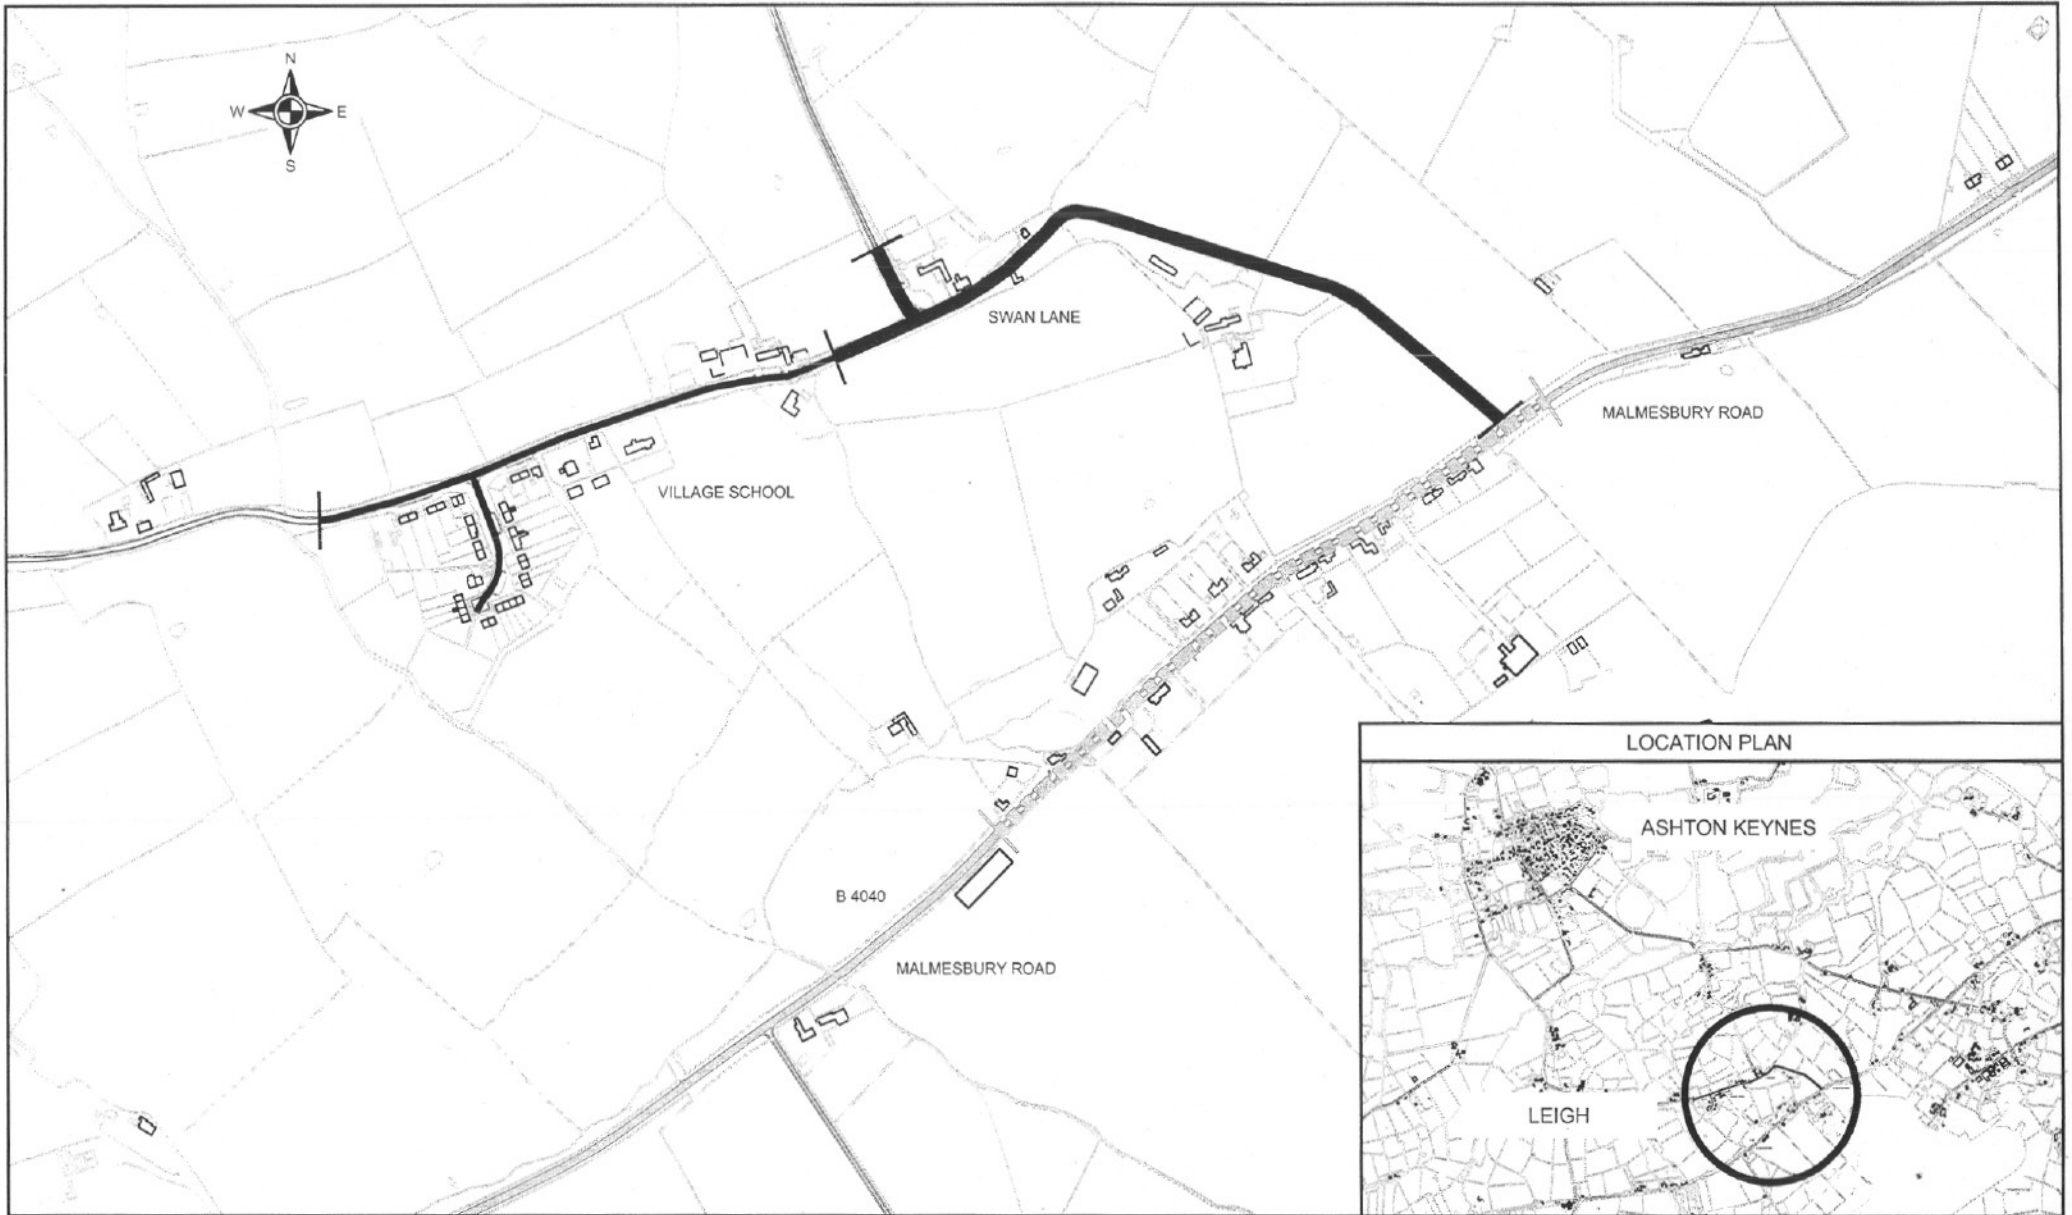 N
W E
S
SWAN LANE
MALMESBURY ROAD
VILLAGE SCHOOL
LOCATION PLAN
ASHTON KEYNES
B 4040
MALMESBURY ROAD
LEIGH